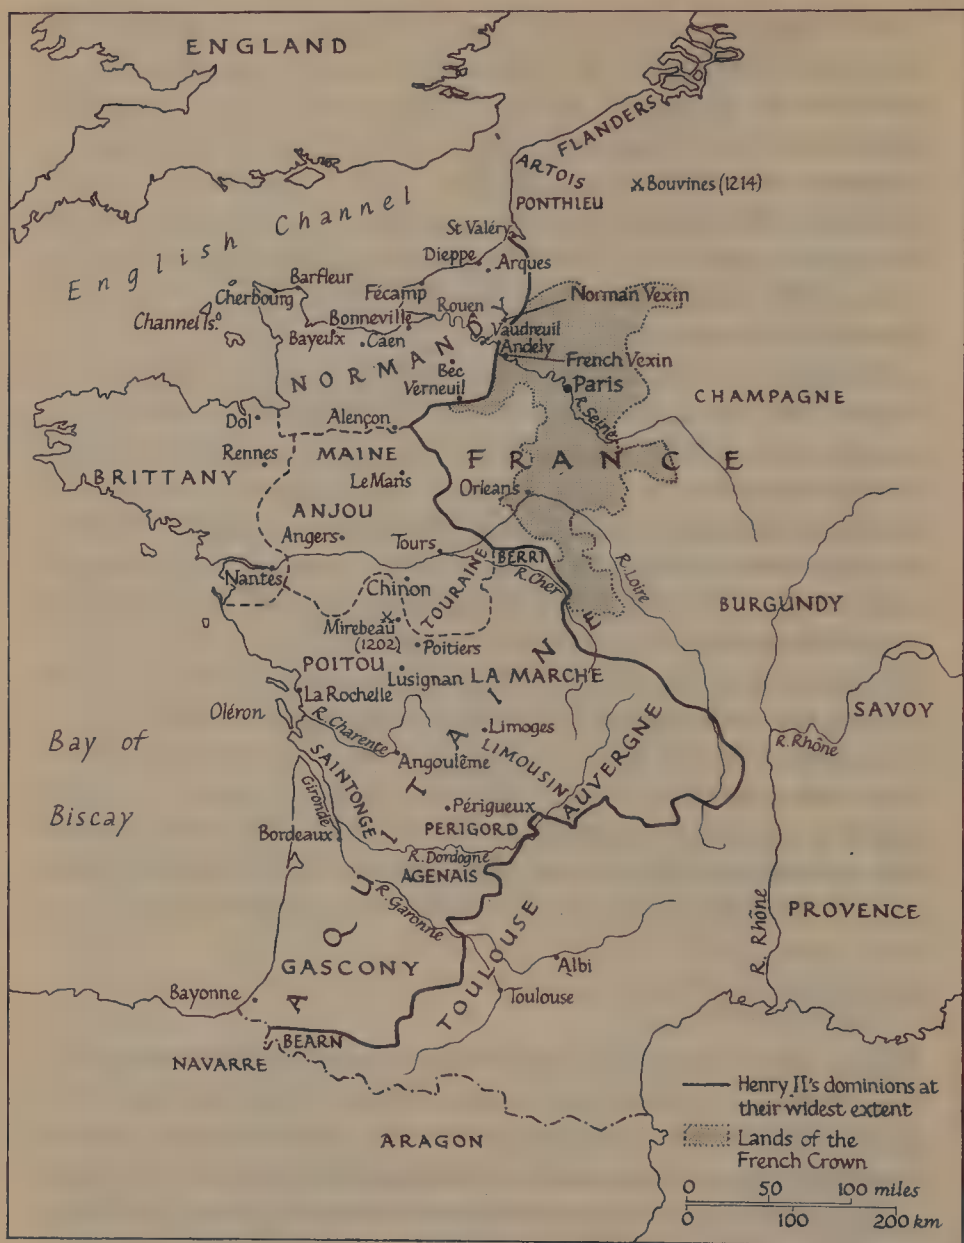 ENGLAND
English Channel
FLANDERS
ARTOIS
Bouvines (1214)
PONTHIEU
St Valéry
Dieppe
Arques
Barfleur
Cherbourg
Fécamp
Rouen
Norman Vexin
Channel Is.
Bonneville
Vaudreuil
Bayeux
Caen
Andely
French Vexin
NORMANDY
Bec
Verneuil
Paris
R. Seine
CHAMPAGNE
Dol
Alençon
MAINE
FRANCE
Rennes
BRITTANY
Le Mans
Orleans
ANJOU
Angers
Tours
BERRI
R. Loire
Nantes
Chinon
TOURAINE
R. Cher
BURGUNDY
Mirebeau
(1202)
Poitiers
POITOU
Lusignan
LA MARCHE
La Rochelle
SAVOY
Oléron
R. Charente
Limoges
R. Rhône
Bay of
Biscay
Angoulême
LIMOUSIN
AUVERGNE
SAINTONGE
Gironde
Périgueux
PERIGORD
Bordeaux
R. Dordogne
AGENAIS
R. Garonne
AQUITAINE
TOULOUSE
R. Rhône
PROVENCE
GASCONY
Albi
Bayonne
Toulouse
BEARN
NAVARRE
ARAGON
Henry II's dominions at
their widest extent
Lands of the
French Crown
0 50 100 miles
0 100 200 km